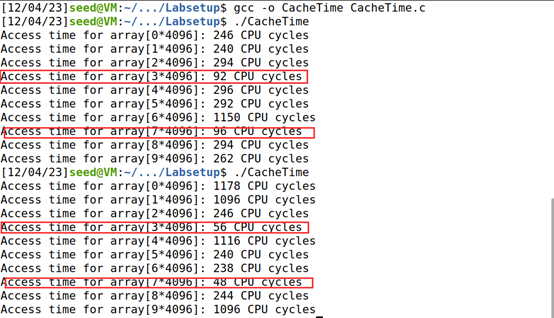 [12/04/23]seed@VM:~/.../Labsetup$ gcc -o CacheTime CacheTime.c
[12/04/23]seed@VM:~/.../Labsetup$ ./CacheTime
Access time for array[0*4096]: 246 CPU cycles
Access time for array[1*4096]: 240 CPU cycles
Access time for array[2*4096]: 294 CPU cycles
Access time for array[3*4096]: 92 CPU cycles
Access time for array[4*4096]: 296 CPU cycles
Access time for array[5*4096]: 292 CPU cycles
Access time for array[6*4096]: 1150 CPU cycles
Access time for array[7*4096]: 96 CPU cycles
Access time for array[8*4096]: 294 CPU cycles
Access time for array[9*4096]: 262 CPU cycles
[12/04/23]seed@VM:~/.../Labsetup$ ./CacheTime
Access time for array[0*4096]: 1178 CPU cycles
Access time for array[1*4096]: 1096 CPU cycles
Access time for array[2*4096]: 246 CPU cycles
Access time for array[3*4096]: 56 CPU cycles
Access time for array[4*4096]: 1116 CPU cycles
Access time for array[5*4096]: 240 CPU cycles
Access time for array[6*4096]: 238 CPU cycles
Access time for array[7*4096]: 48 CPU cycles
Access time for array[8*4096]: 244 CPU cycles
Access time for array[9*4096]: 1096 CPU cycles